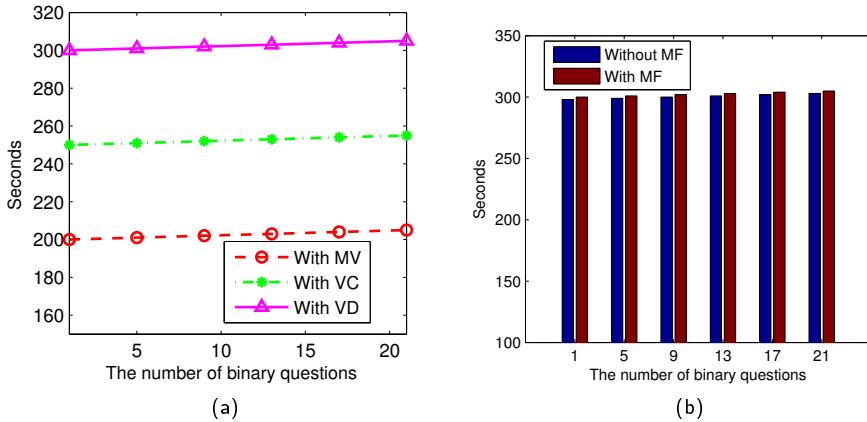 320
300
280
260
240
220
200
180
160
Seconds
5
10
15
20
The number of binary questions
With MV
With VC
With VD
(a)
350
300
250
200
150
100
Seconds
Without MF
With MF
1
5
9
13
17
21
The number of binary questions
(b)